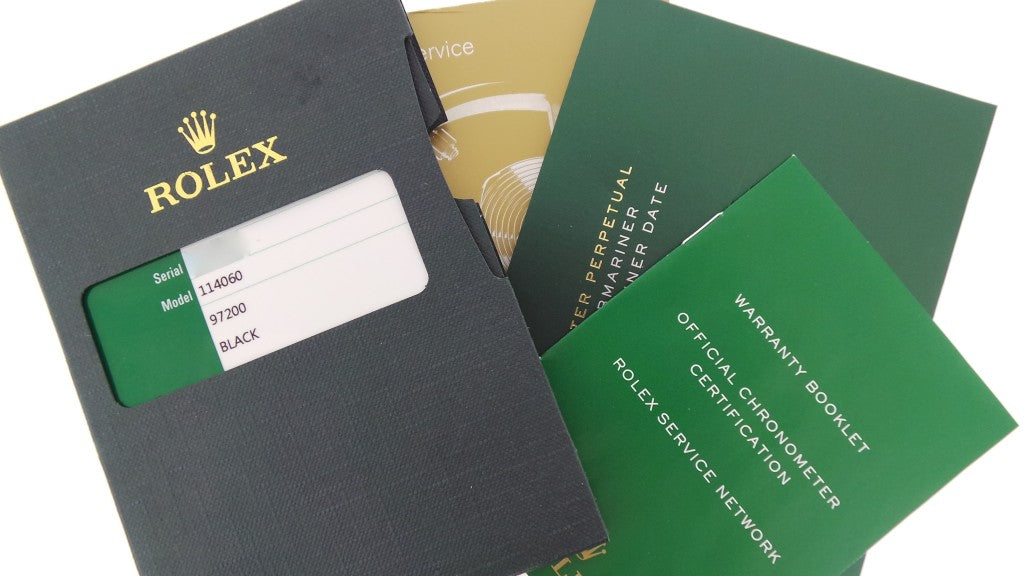 ROLEX
Serial
Model 114060
97200
BLACK
ervice
TER PERPETUAL
BMARINER
NER DATE
WARRANTY BOOKLET
OFFICIAL CHRONOMETER
CERTIFICATION
ROLEX SERVICE NETWORK